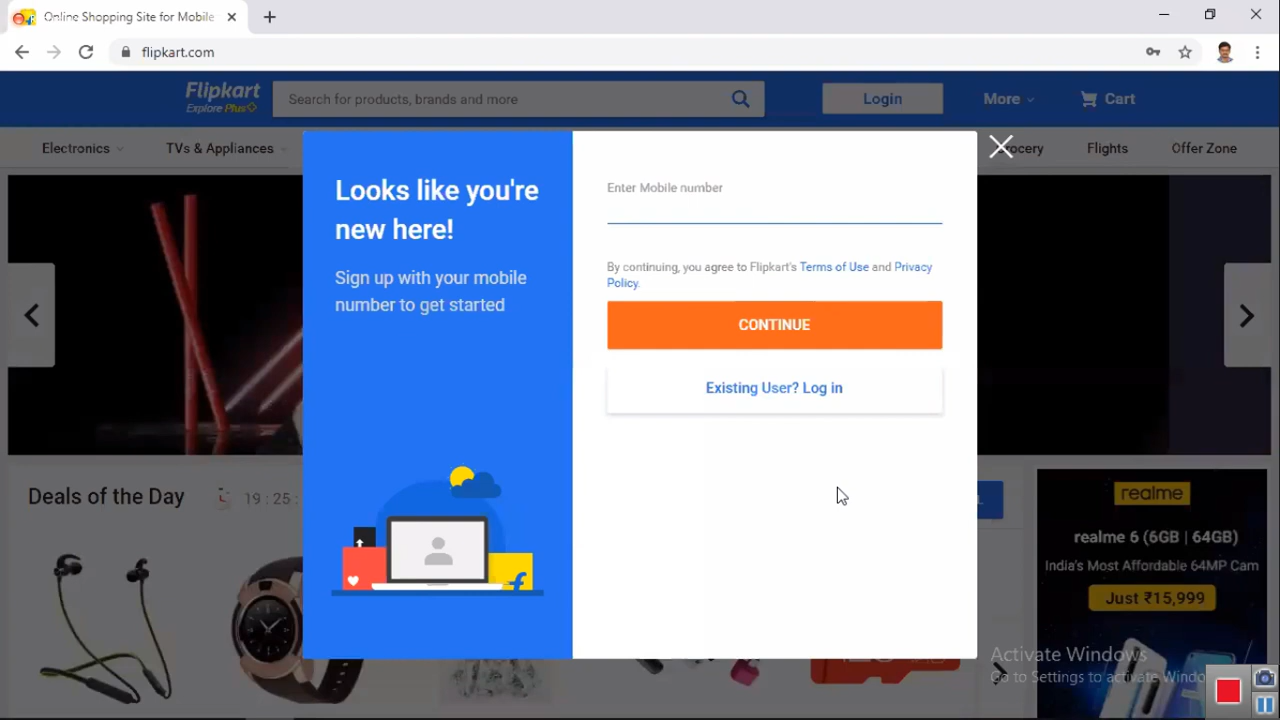 Online Shopping Site for Mobile
flipkart.com
Flipkart
Explore Plus
Search for products, brands and more
Login
More
Cart
Electronics
TVs & Appliances
Flights
Offer Zone
Looks like you're
new here!
Sign up with your mobile
number to get started
Enter Mobile number
By continuing, you agree to Flipkart's Terms of Use and Privacy
Policy.
CONTINUE
Existing User? Log in
Deals of the Day
19 : 25 :
realme
realme 6 (6GB | 64GB)
India's Most Affordable 64MP Cam
Just ₹15,999
Activate Windows
Go to Settings to activate